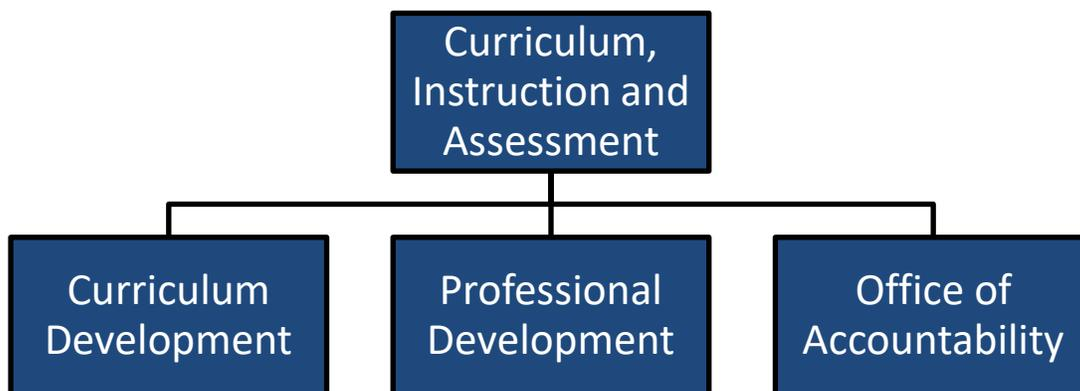 Curriculum,
Instruction and
Assessment
Curriculum
Development
Professional
Development
Office of
Accountability